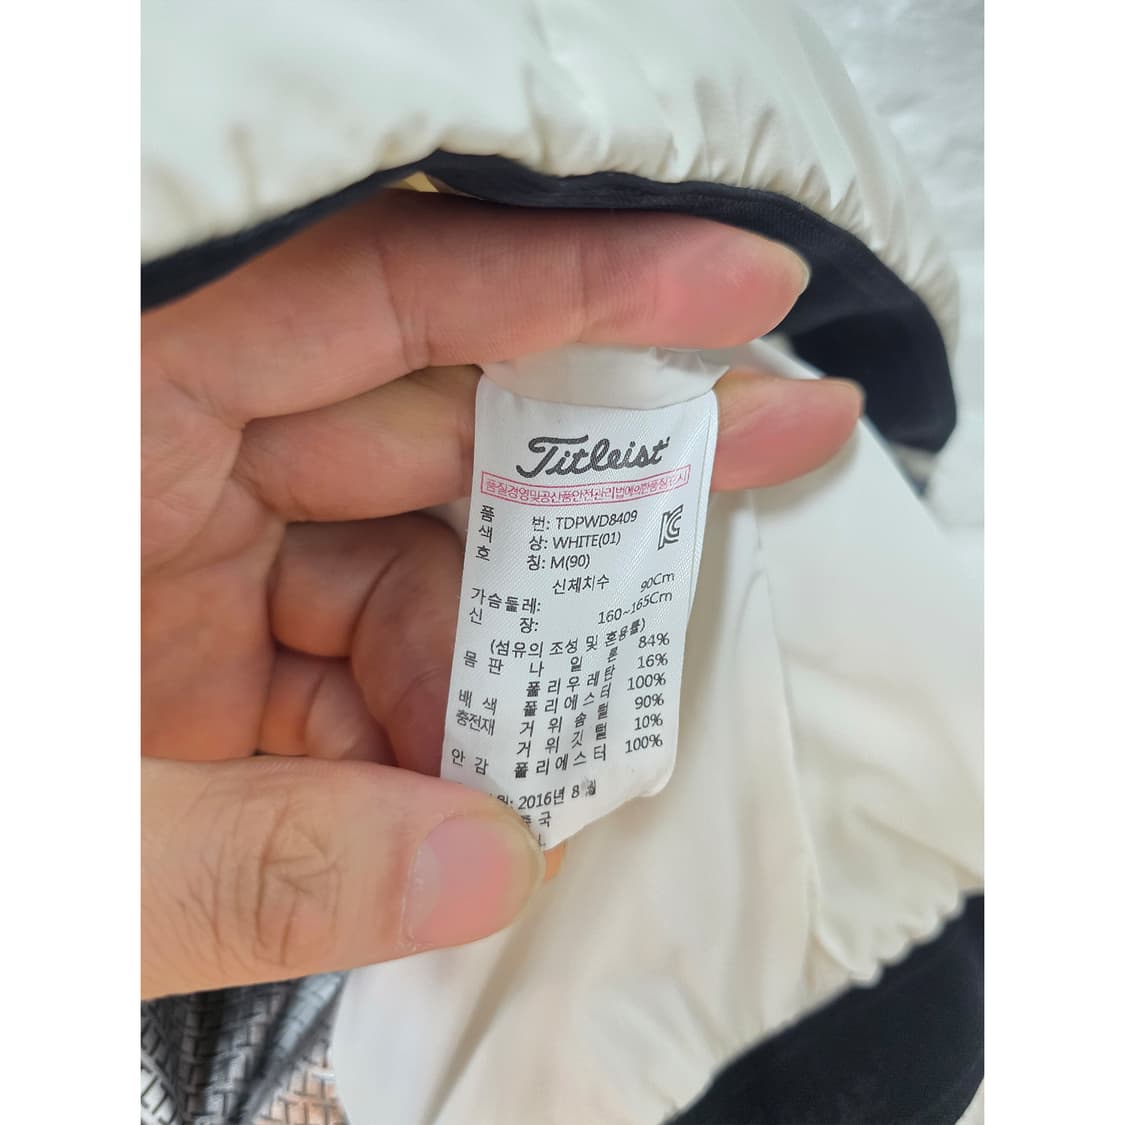 Titleist
품질경영및공산품안전관리법에의한품질표시
품 번: TDPWD8409
색 상: WHITE(01)
호 칭: M(90)
신체치수
가슴둘레: 90Cm
신 장: 160~165Cm
(섬유의 조성 및 혼용률)
몸 판 나 일 론 84%
폴리우레탄 16%
배 색 폴리에스터 100%
충전재 거 위 솜 털 90%
거 위 깃 털 10%
안 감 폴리에스터 100%
2016년 8월
국